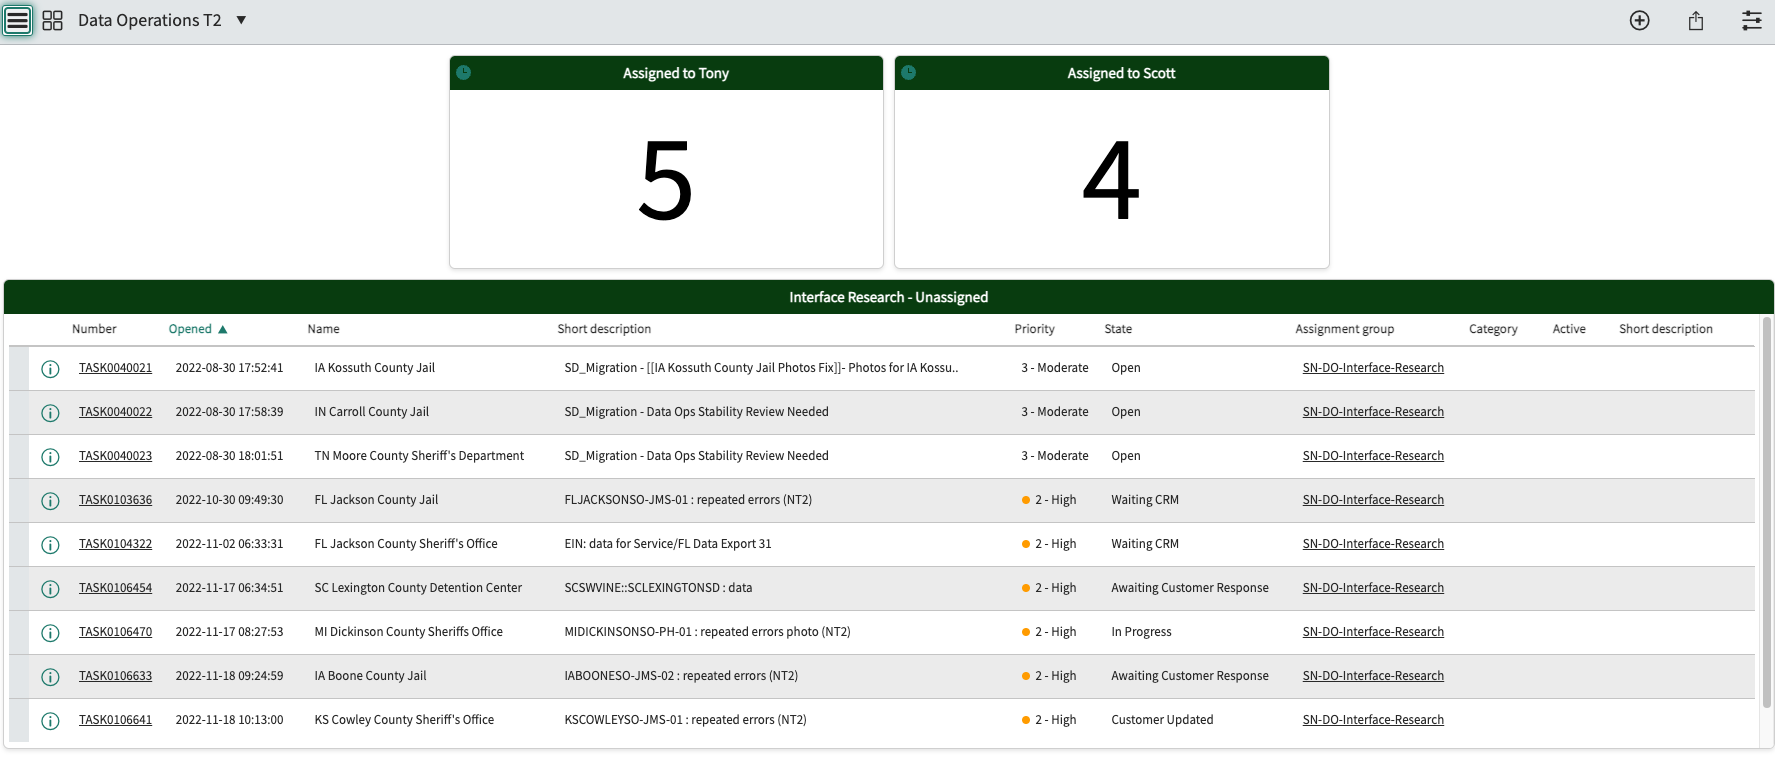 Data Operations T2
Assigned to Tony
5
Assigned to Scott
4
Interface Research - Unassigned
Number Opened Name Short description Priority State Assignment group Category Active Short description
TASK0040021 2022-08-30 17:52:41 IA Kossuth County Jail SD_Migration - [[IA Kossuth County Jail Photos Fix]]- Photos for IA Kossu.. 3 - Moderate Open SN-DO-Interface-Research
TASK0040022 2022-08-30 17:58:39 IN Carroll County Jail SD_Migration - Data Ops Stability Review Needed 3 - Moderate Open SN-DO-Interface-Research
TASK0040023 2022-08-30 18:01:51 TN Moore County Sheriff's Department SD_Migration - Data Ops Stability Review Needed 3 - Moderate Open SN-DO-Interface-Research
TASK0103636 2022-10-30 09:49:30 FL Jackson County Jail FLJACKSONSO-JMS-01 : repeated errors (NT2) 2 - High Waiting CRM SN-DO-Interface-Research
TASK0104322 2022-11-02 06:33:31 FL Jackson County Sheriff's Office EIN: data for Service/FL Data Export 31 2 - High Waiting CRM SN-DO-Interface-Research
TASK0106454 2022-11-17 06:34:51 SC Lexington County Detention Center SCSWVINE::SCLEXINGTONSD : data 2 - High Awaiting Customer Response SN-DO-Interface-Research
TASK0106470 2022-11-17 08:27:53 MI Dickinson County Sheriffs Office MIDICKINSONSO-PH-01 : repeated errors photo (NT2) 2 - High In Progress SN-DO-Interface-Research
TASK0106633 2022-11-18 09:24:59 IA Boone County Jail IABOONESO-JMS-02 : repeated errors (NT2) 2 - High Awaiting Customer Response SN-DO-Interface-Research
TASK0106641 2022-11-18 10:13:00 KS Cowley County Sheriff's Office KSCOWLEYSO-JMS-01 : repeated errors (NT2) 2 - High Customer Updated SN-DO-Interface-Research